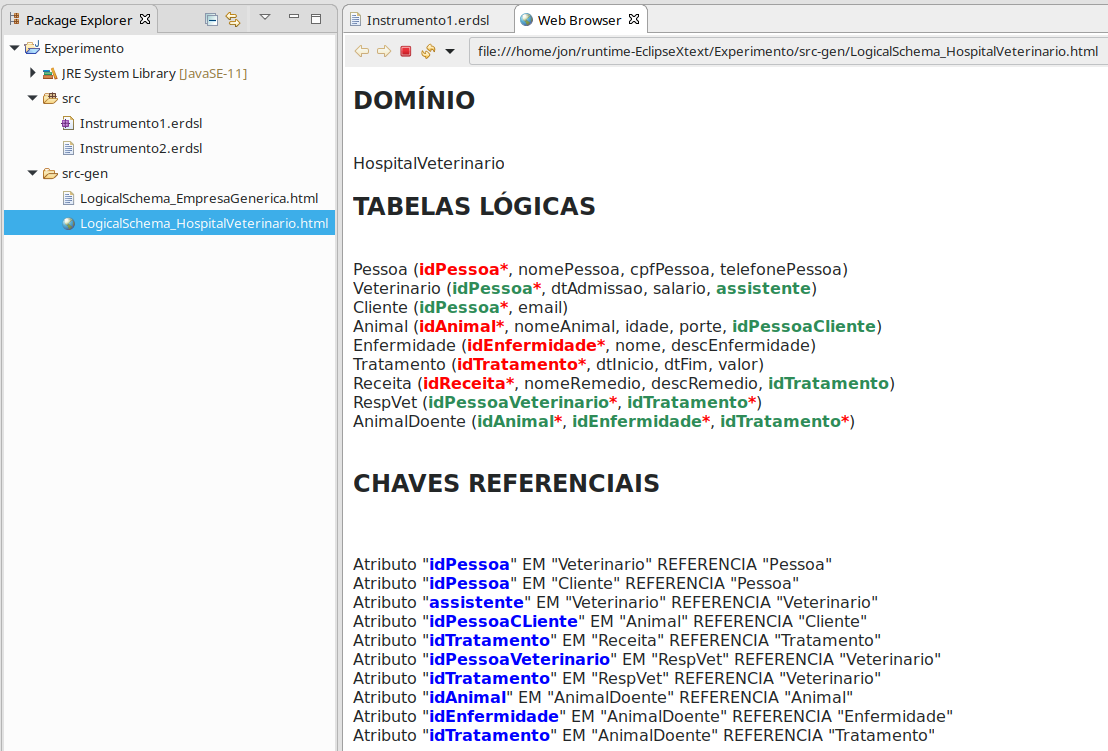 Package Explorer
Experimento
JRE System Library [JavaSE-11]
src
Instrumento1.erdsl
Instrumento2.erdsl
src-gen
LogicalSchema_EmpresaGenerica.html
LogicalSchema_HospitalVeterinario.html
Instrumento1.erdsl
Web Browser
file:///home/jon/runtime-EclipseXtext/Experimento/src-gen/LogicalSchema_HospitalVeterinario.html
DOMÍNIO
HospitalVeterinario
TABELAS LÓGICAS
Pessoa (idPessoa*, nomePessoa, cpfPessoa, telefonePessoa)
Veterinario (idPessoa*, dtAdmissao, salario, assistente)
Cliente (idPessoa*, email)
Animal (idAnimal*, nomeAnimal, idade, porte, idPessoaCliente)
Enfermidade (idEnfermidade*, nome, descEnfermidade)
Tratamento (idTratamento*, dtInicio, dtFim, valor)
Receita (idReceita*, nomeRemedio, descRemedio, idTratamento)
RespVet (idPessoaVeterinario*, idTratamento*)
AnimalDoente (idAnimal*, idEnfermidade*, idTratamento*)
CHAVES REFERENCIAIS
Atributo "idPessoa" EM "Veterinario" REFERENCIA "Pessoa"
Atributo "idPessoa" EM "Cliente" REFERENCIA "Pessoa"
Atributo "assistente" EM "Veterinario" REFERENCIA "Veterinario"
Atributo "idPessoaCLiente" EM "Animal" REFERENCIA "Cliente"
Atributo "idTratamento" EM "Receita" REFERENCIA "Tratamento"
Atributo "idPessoaVeterinario" EM "RespVet" REFERENCIA "Veterinario"
Atributo "idTratamento" EM "RespVet" REFERENCIA "Veterinario"
Atributo "idAnimal" EM "AnimalDoente" REFERENCIA "Animal"
Atributo "idEnfermidade" EM "AnimalDoente" REFERENCIA "Enfermidade"
Atributo "idTratamento" EM "AnimalDoente" REFERENCIA "Tratamento"